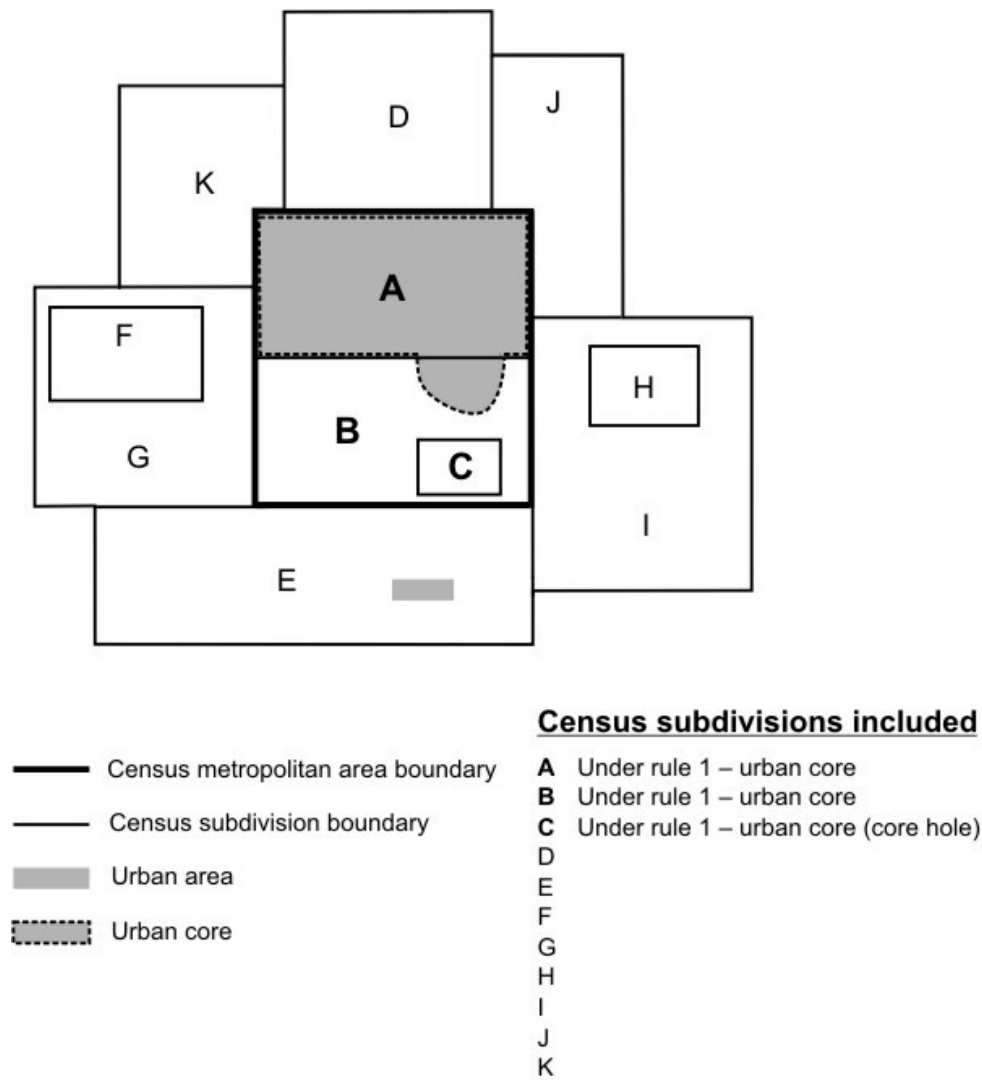 D
J
K
A
F
H
B
G
C
I
E
Census subdivisions included
Census metropolitan area boundary
Census subdivision boundary
Urban area
Urban core
A Under rule 1 – urban core
B Under rule 1 – urban core
C Under rule 1 – urban core (core hole)
D
E
F
G
H
I
J
K